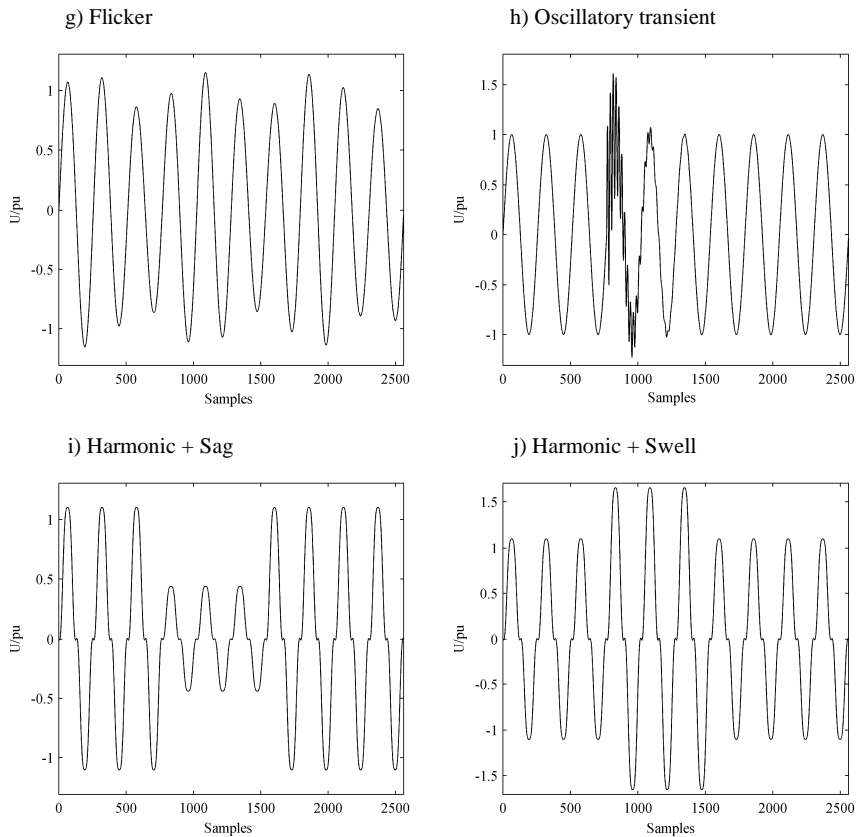 g) Flicker
h) Oscillatory transient
1
0.5
0
-0.5
-1
U/pu
0 500 1000 1500 2000 2500
Samples
1.5
1
0.5
0
-0.5
-1
U/pu
0 500 1000 1500 2000 2500
Samples
i) Harmonic + Sag
j) Harmonic + Swell
1
0.5
0
-0.5
-1
U/pu
0 500 1000 1500 2000 2500
Samples
1.5
1
0.5
0
-0.5
-1
-1.5
U/pu
0 500 1000 1500 2000 2500
Samples